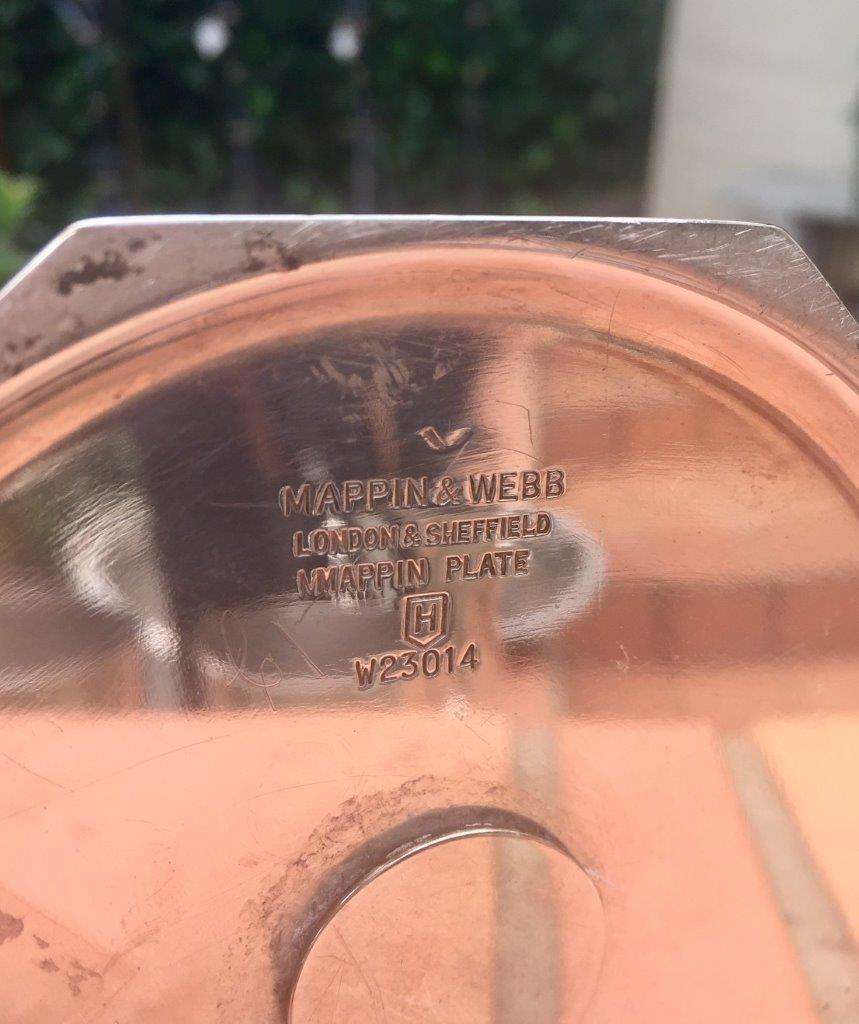 MAPPIN & WEBB
LONDON & SHEFFIELD
MAPPIN PLATE
H
W23014